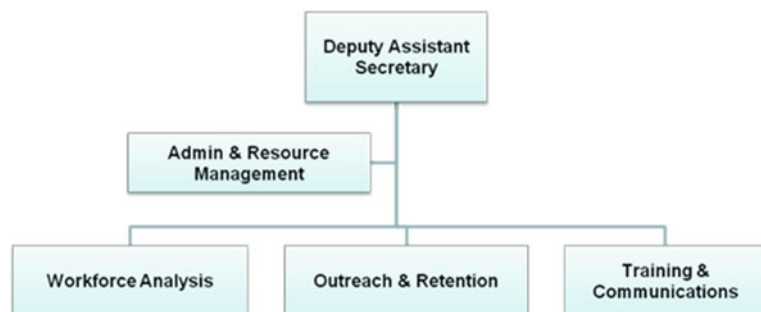 Deputy Assistant
Secretary
Admin & Resource
Management
Workforce Analysis
Outreach & Retention
Training &
Communications